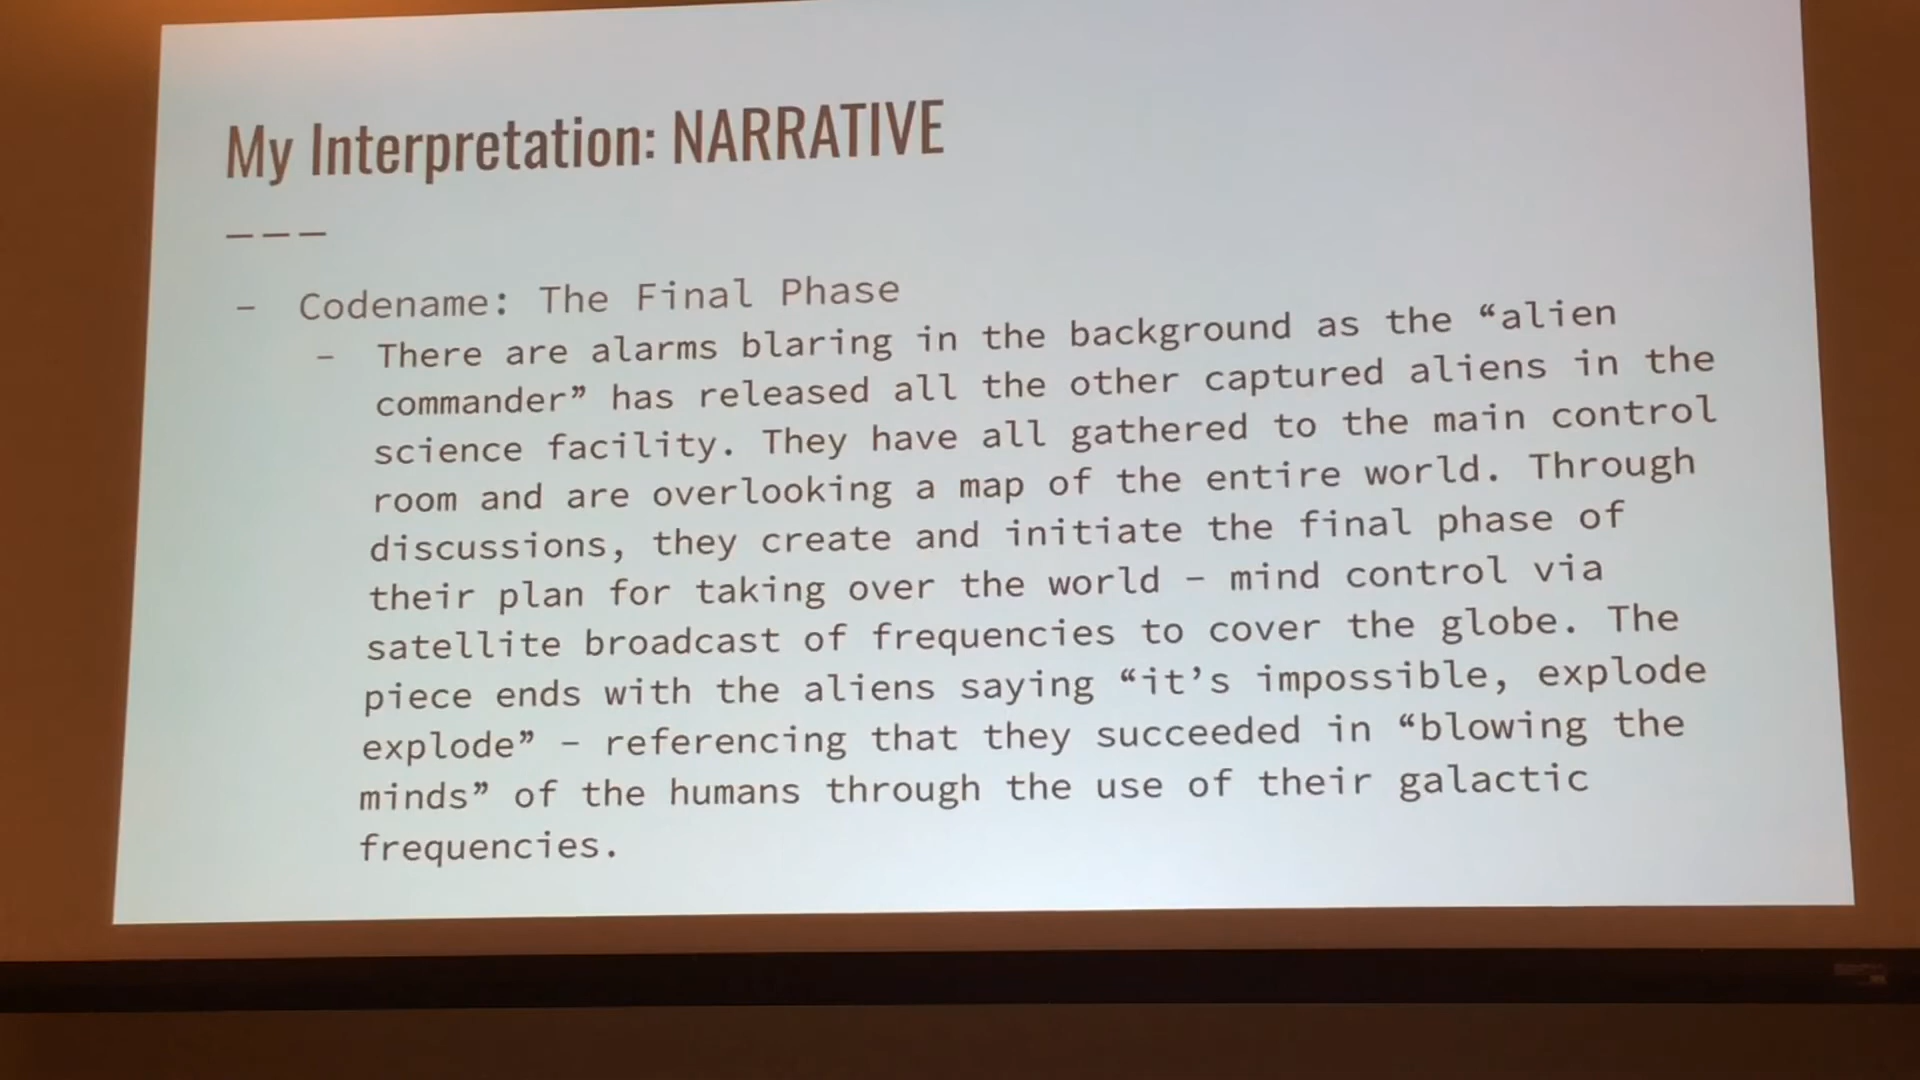 My Interpretation: NARRATIVE
– Codename: The Final Phase
– There are alarms blaring in the background as the “alien
commander” has released all the other captured aliens in the
science facility. They have all gathered to the main control
room and are overlooking a map of the entire world. Through
discussions, they create and initiate the final phase of
their plan for taking over the world – mind control via
satellite broadcast of frequencies to cover the globe. The
piece ends with the aliens saying “it’s impossible, explode
explode” – referencing that they succeeded in “blowing the
minds” of the humans through the use of their galactic
frequencies.